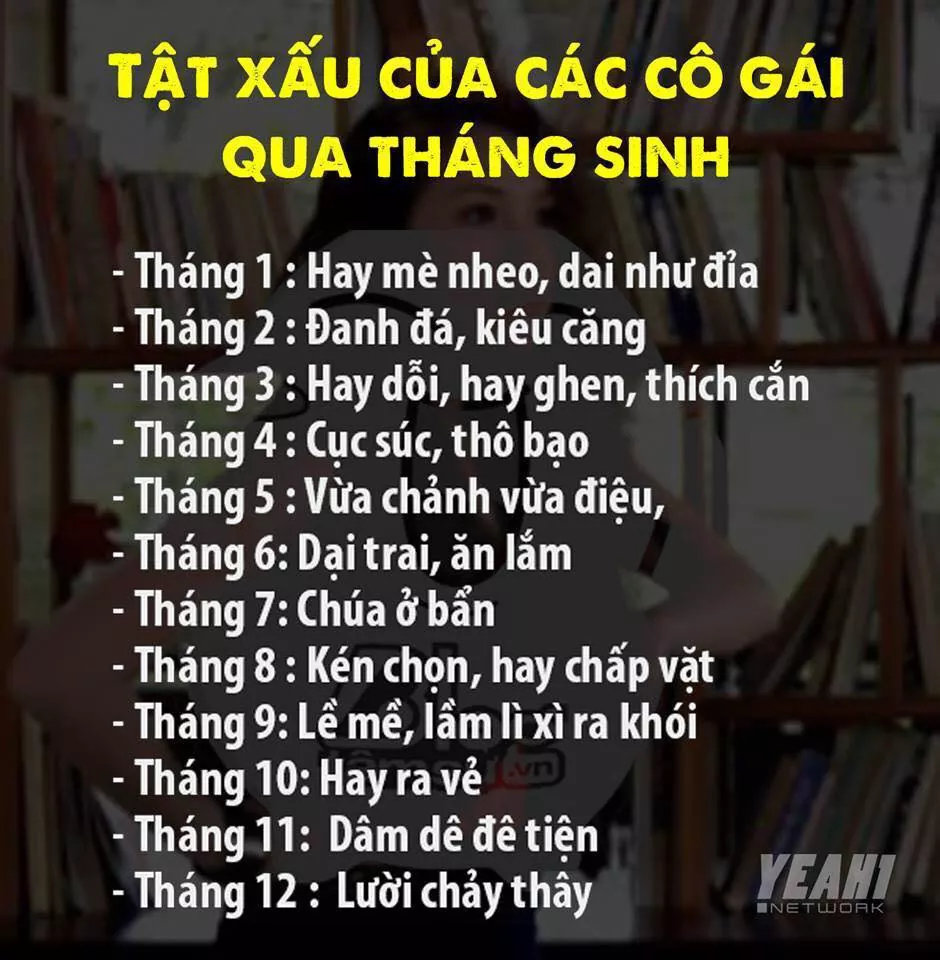 TẬT XẤU CỦA CÁC CÔ GÁI
QUA THÁNG SINH
- Tháng 1 : Hay mè nheo, dai như đỉa
- Tháng 2 : Đanh đá, kiêu căng
- Tháng 3 : Hay dỗi, hay ghen, thích cắn
- Tháng 4 : Cục súc, thô bạo
- Tháng 5 : Vừa chảnh vừa điệu,
- Tháng 6: Dại trai, ăn lắm
- Tháng 7: Chúa ở bẩn
- Tháng 8 : Kén chọn, hay chấp vặt
- Tháng 9: Lề mề, lầm lì xì ra khói
- Tháng 10: Hay ra vẻ
- Tháng 11: Dâm dê đê tiện
- Tháng 12 : Lười chảy thây
.vn
YEAH1
NETWORK